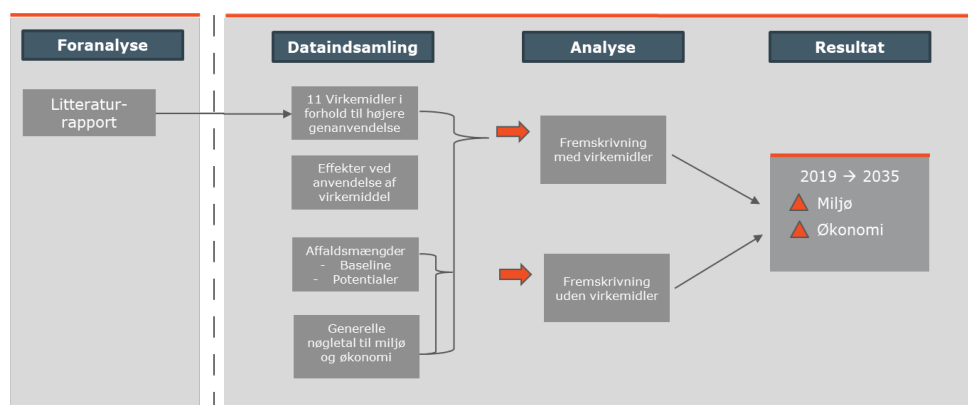 Foranalyse
Litteratur-
rapport
Dataindsamling
11 Virkemidler i
forhold til højere
genanvendelse
Effekter ved
anvendelse af
virkemiddel
Affaldsmængder
- Baseline
- Potentialer
Generelle
nøgletal til miljø
og økonomi
Analyse
Fremskrivning
med virkemidler
Fremskrivning
uden virkemidler
Resultat
2019 → 2035
Miljø
Økonomi